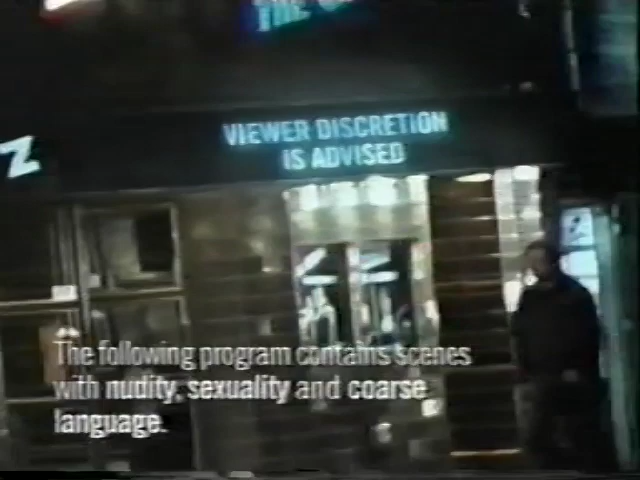 VIEWER DISCRETION
IS ADVISED
Z
The following program contains scenes
with nudity, sexuality and coarse
language.